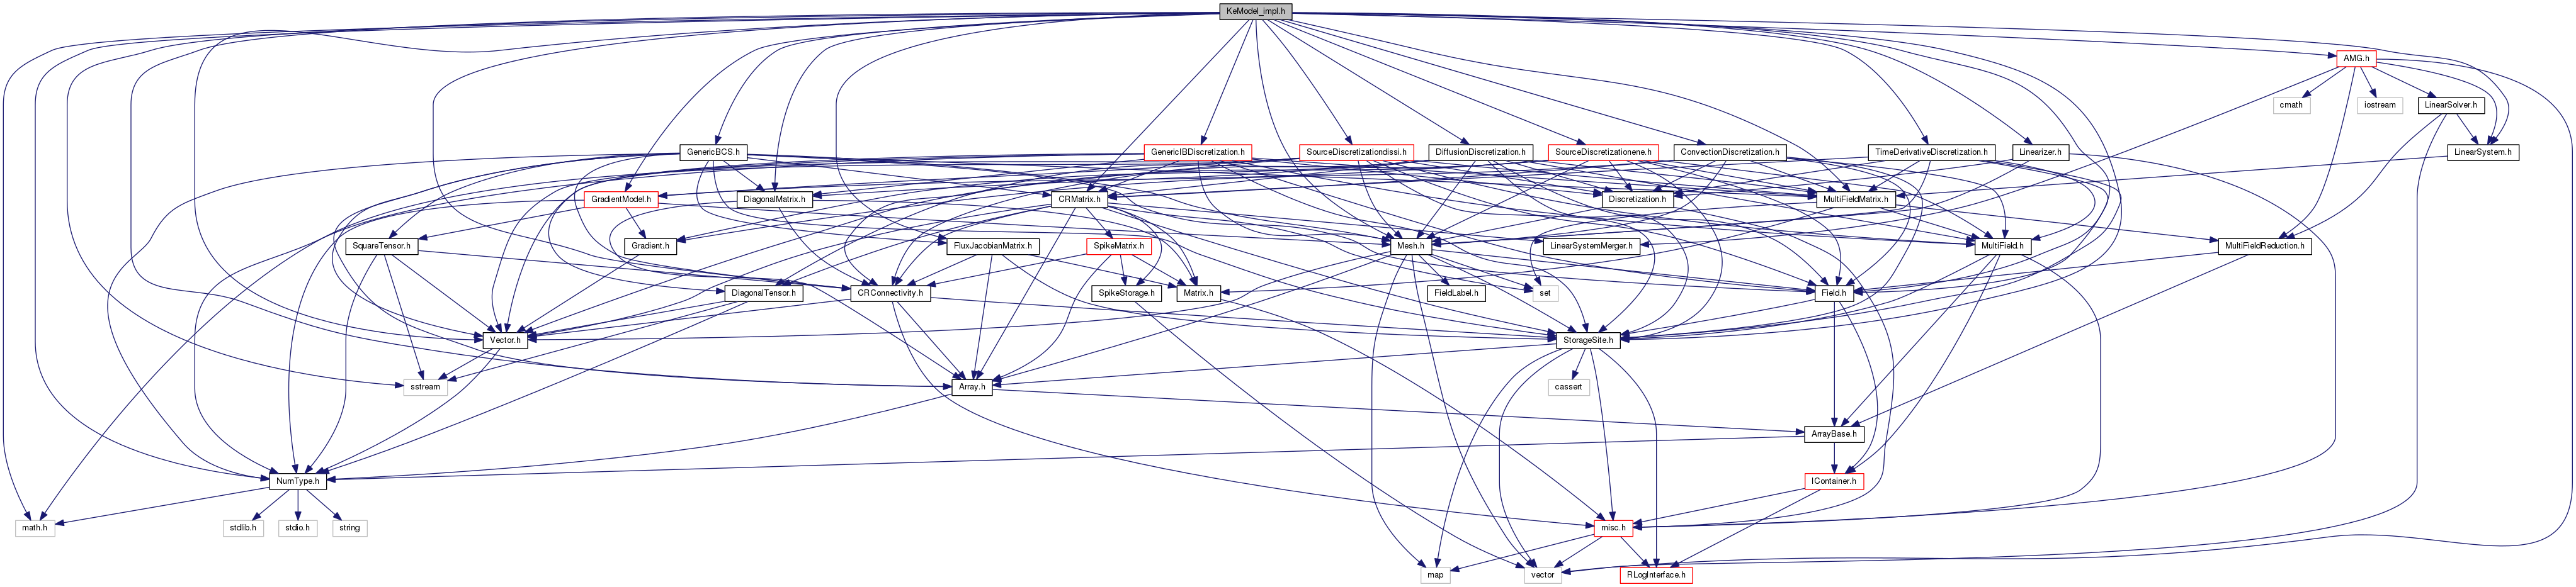 KeModel_impl.h
AMG.h
cmath
iostream
LinearSolver.h
GenericBCS.h
GenericIBDiscretization.h
SourceDiscretizationdissi.h
DiffusionDiscretization.h
SourceDiscretizationene.h
ConvectionDiscretization.h
TimeDerivativeDiscretization.h
Linearizer.h
LinearSystem.h
GradientModel.h
DiagonalMatrix.h
CRMatrix.h
Discretization.h
MultiFieldMatrix.h
SquareTensor.h
Gradient.h
FluxJacobianMatrix.h
SpikeMatrix.h
Mesh.h
LinearSystemMerger.h
MultiField.h
MultiFieldReduction.h
DiagonalTensor.h
CRConnectivity.h
SpikeStorage.h
Matrix.h
FieldLabel.h
set
Field.h
Vector.h
StorageSite.h
sstream
Array.h
cassert
ArrayBase.h
NumType.h
IContainer.h
math.h
stdlib.h
stdio.h
string
misc.h
map
vector
RLogInterface.h